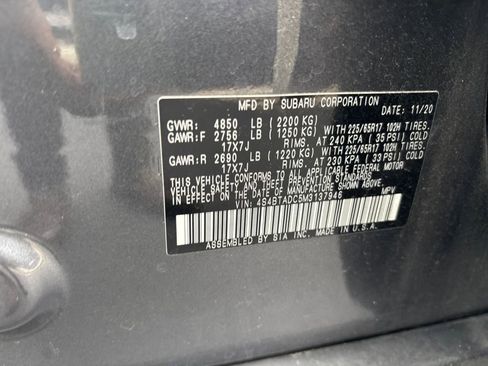 MFD BY SUBARU CORPORATION DATE: 11/20
GVWR: 4850 LB (2200 KG)
GAWR:F 2756 LB (1250 KG) WITH 225/65R17 102H TIRES,
17X7J RIMS, AT 240 KPA (35 PSI) COLD
GAWR:R 2690 LB (1220 KG) WITH 225/65R17 102H TIRES,
17X7J RIMS, AT 230 KPA (33 PSI) COLD
THIS VEHICLE CONFORMS TO ALL APPLICABLE FEDERAL MOTOR
VEHICLE SAFETY, BUMPER, AND THEFT PREVENTION STANDARDS
IN EFFECT ON THE DATE OF MANUFACTURE SHOWN ABOVE.
VIN: 4S4BTADC5M3137946 MPV
ASSEMBLED BY SIA INC. MADE IN U.S.A.